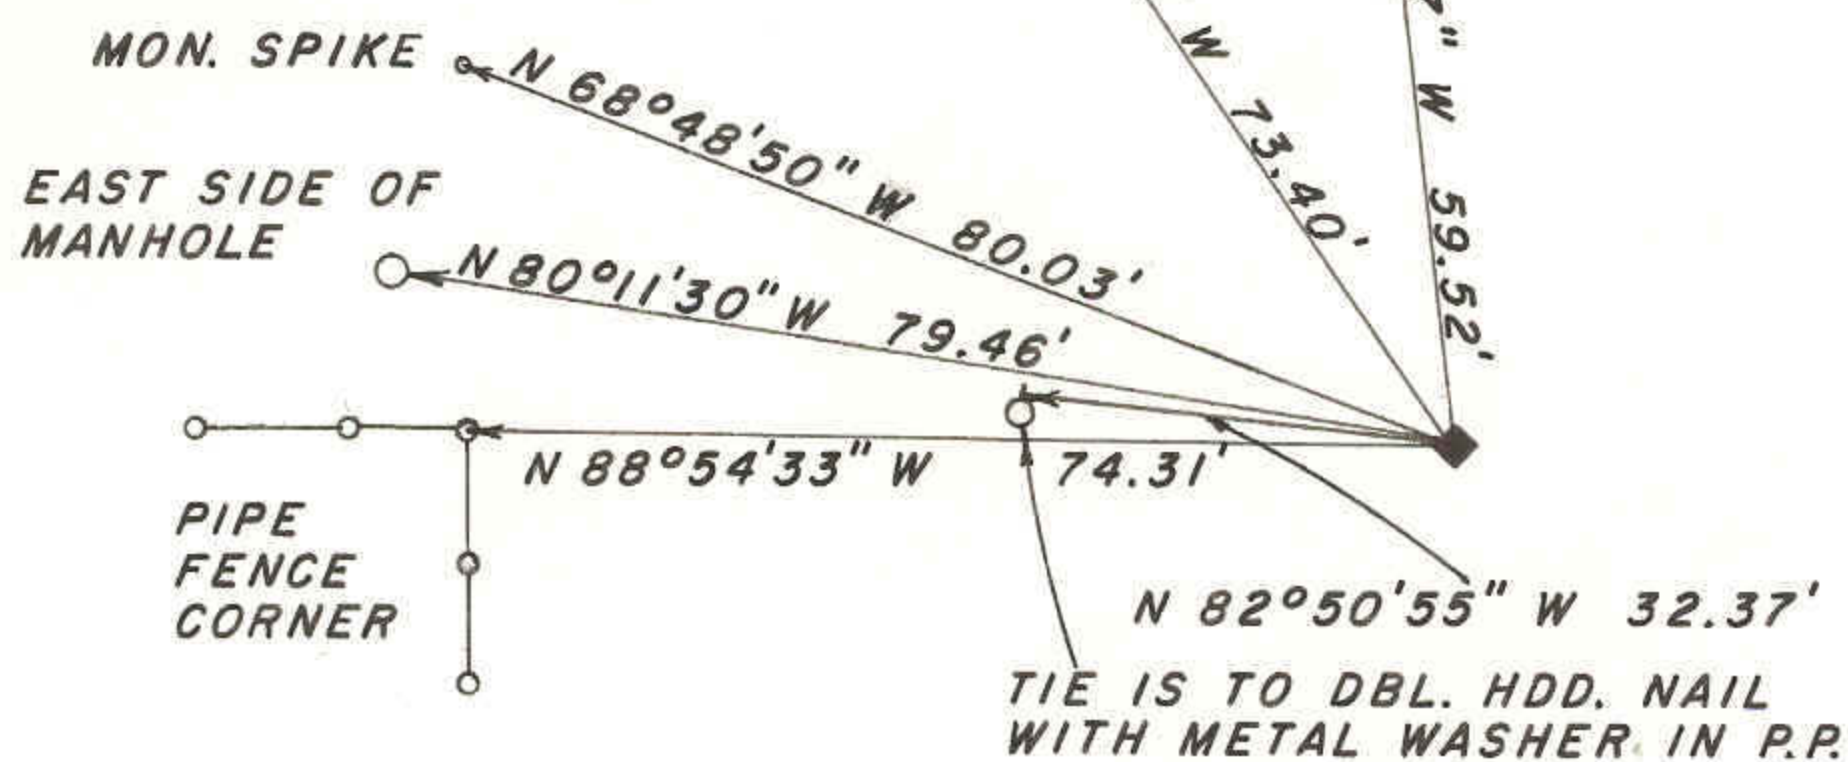 MON. SPIKE
N 68°48'50" W 80.03'
W 73.40'
" W 59.52'
EAST SIDE OF
MANHOLE
N 80°11'30" W 79.46'
N 88°54'33" W 74.31'
PIPE
FENCE
CORNER
N 82°50'55" W 32.37'
TIE IS TO DBL. HDD. NAIL
WITH METAL WASHER IN P.P.